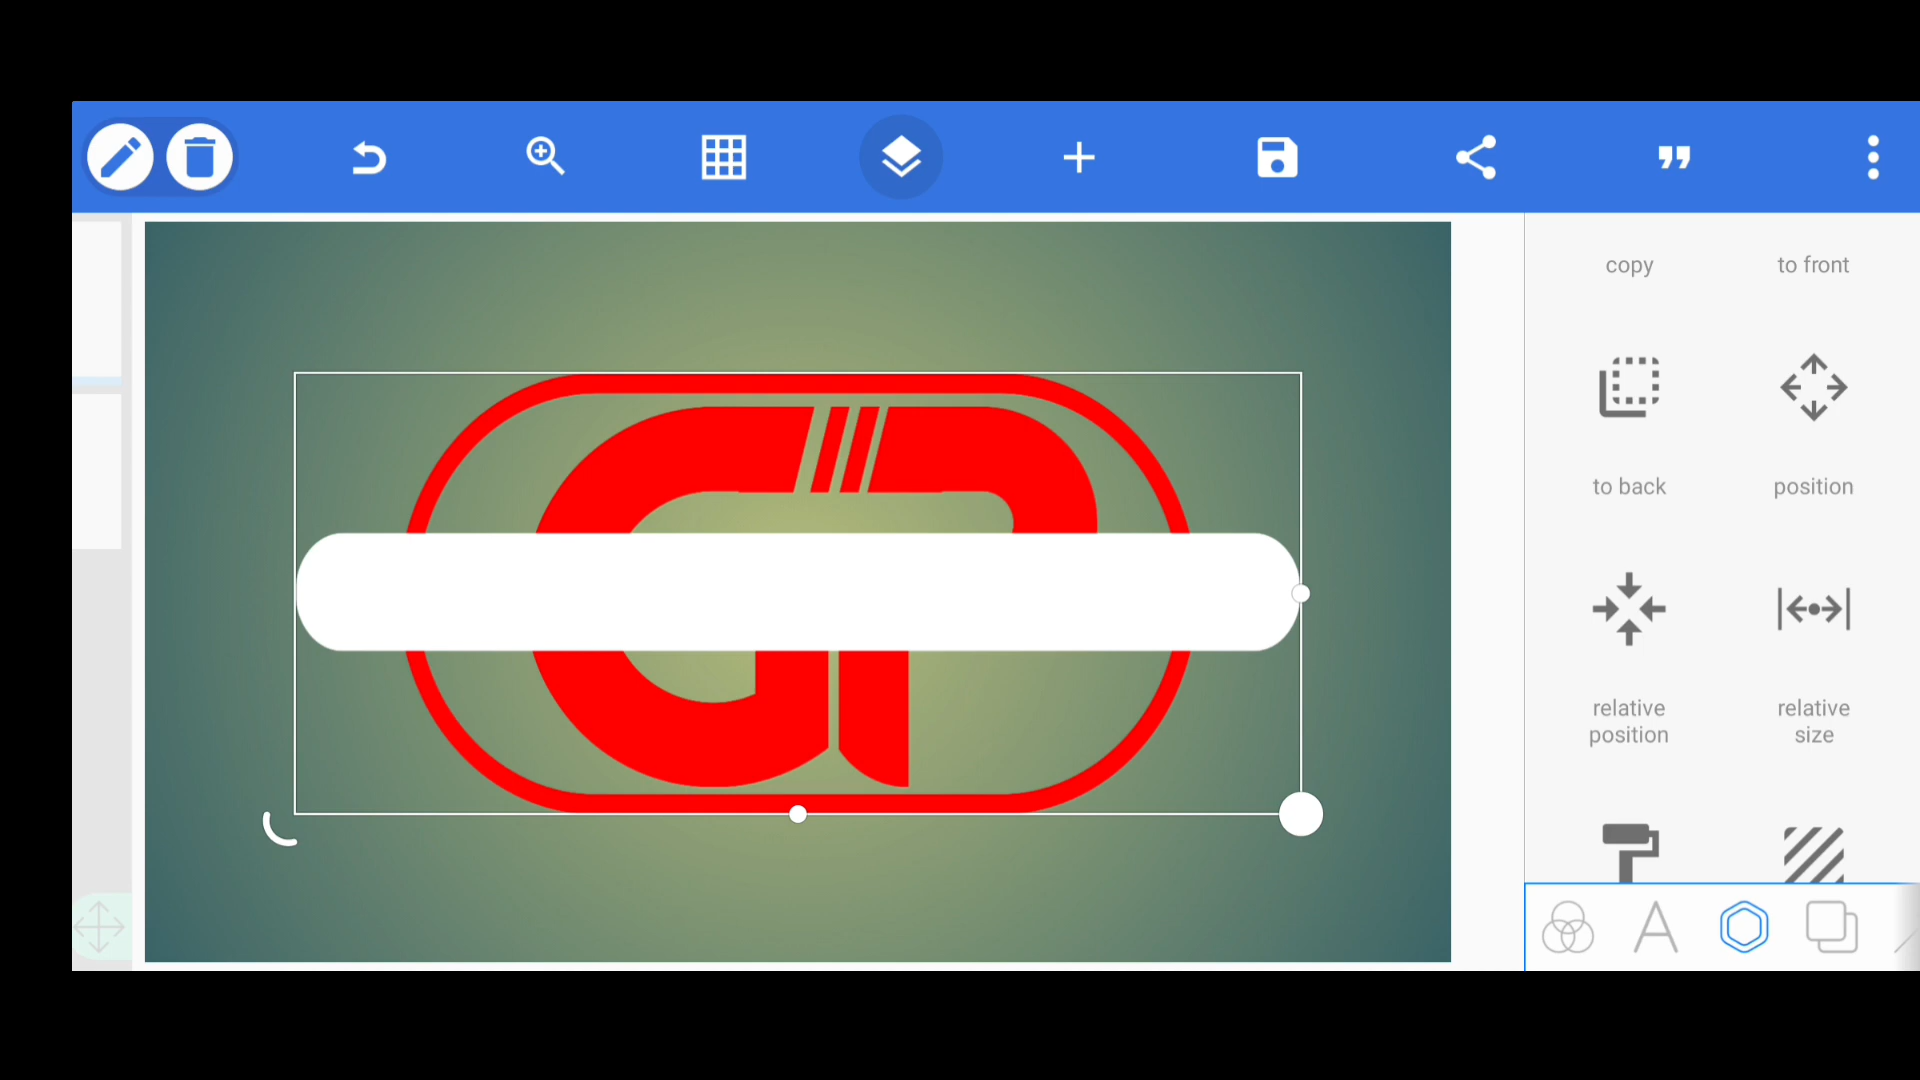 copy
to front
to back
position
relative
position
relative
size